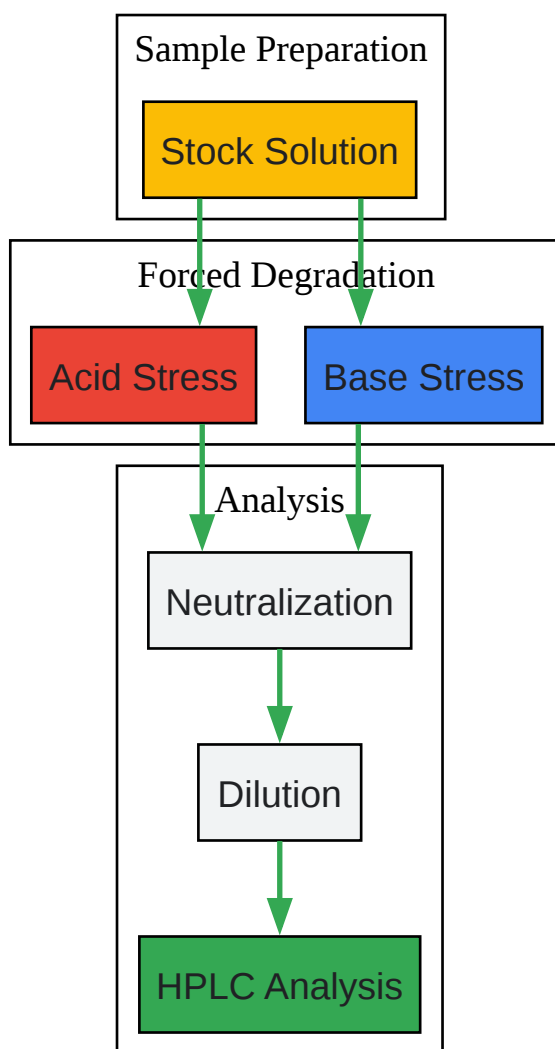 Sample Preparation
Stock Solution
Forced Degradation
Acid Stress
Base Stress
Analysis
Neutralization
Dilution
HPLC Analysis